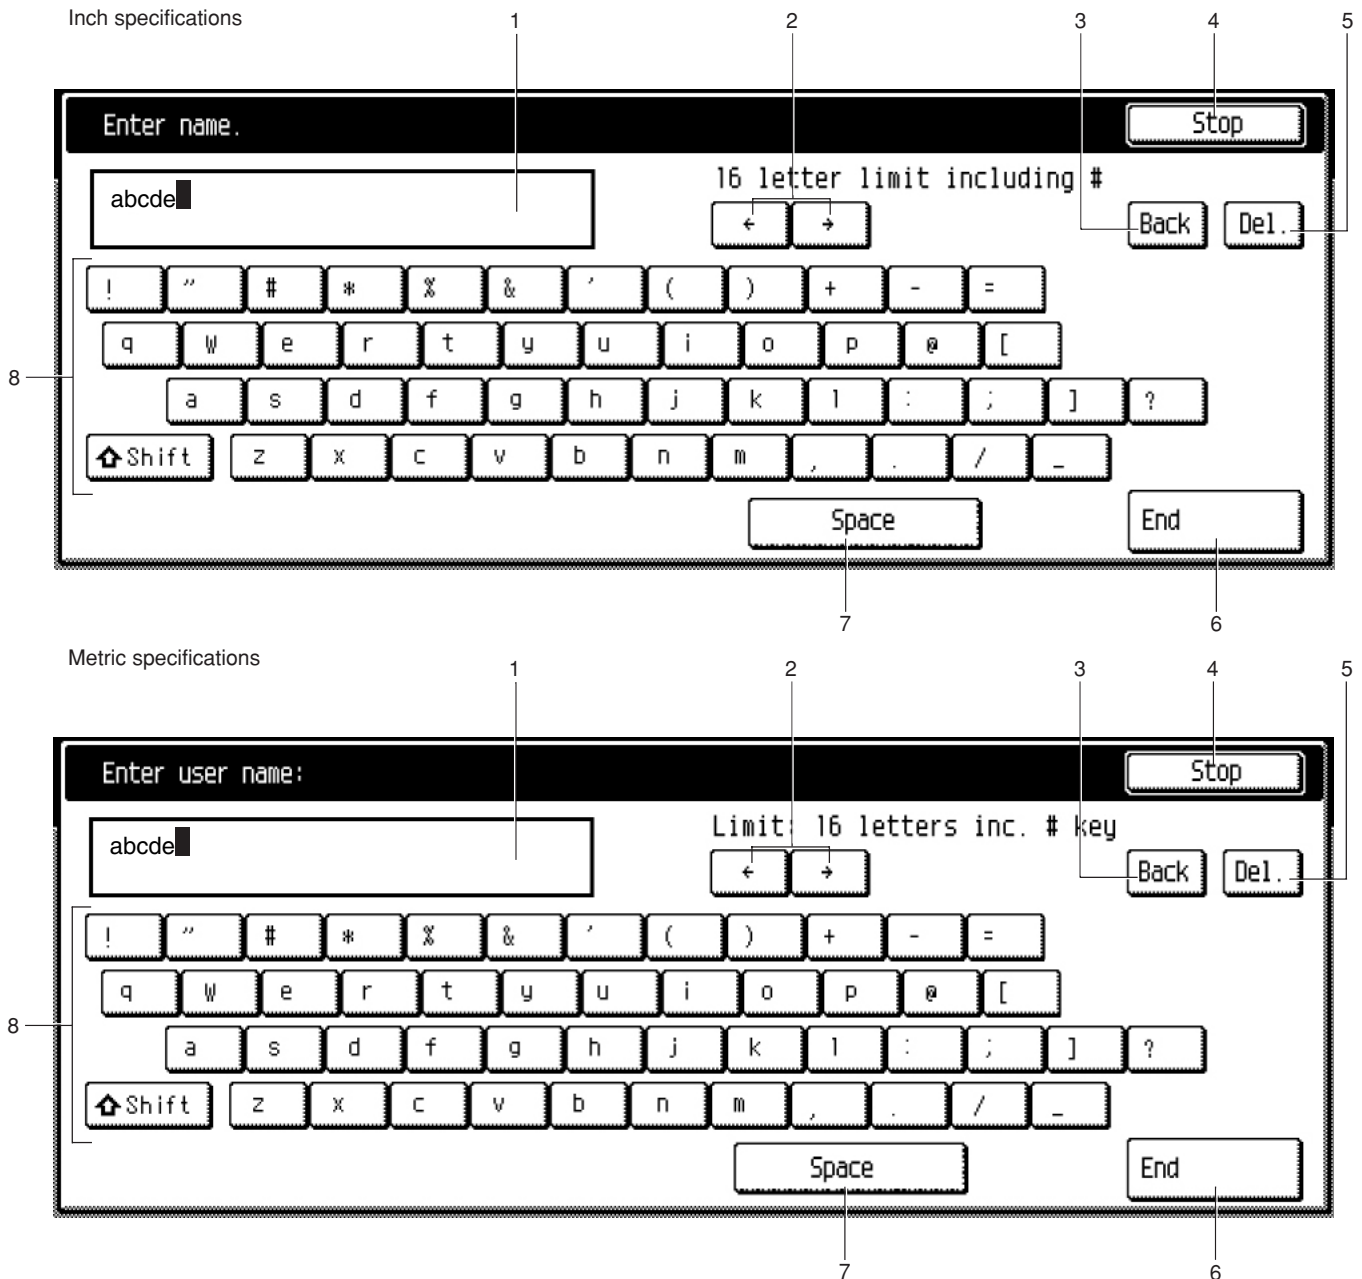 Inch specifications
1 2 3 4 5
Enter name. Stop
abcde 16 letter limit including #
← → Back Del.
! " # * % & ' ( ) + - =
q w e r t y u i o p @ [
8
a s d f g h j k l : ; ] ?
Shift z x c v b n m , . / _
Space End
7 6
Metric specifications
1 2 3 4 5
Enter user name: Stop
abcde Limit: 16 letters inc. # key
← → Back Del.
! " # * % & ' ( ) + - =
q w e r t y u i o p @ [
8
a s d f g h j k l : ; ] ?
Shift z x c v b n m , . / _
Space End
7 6